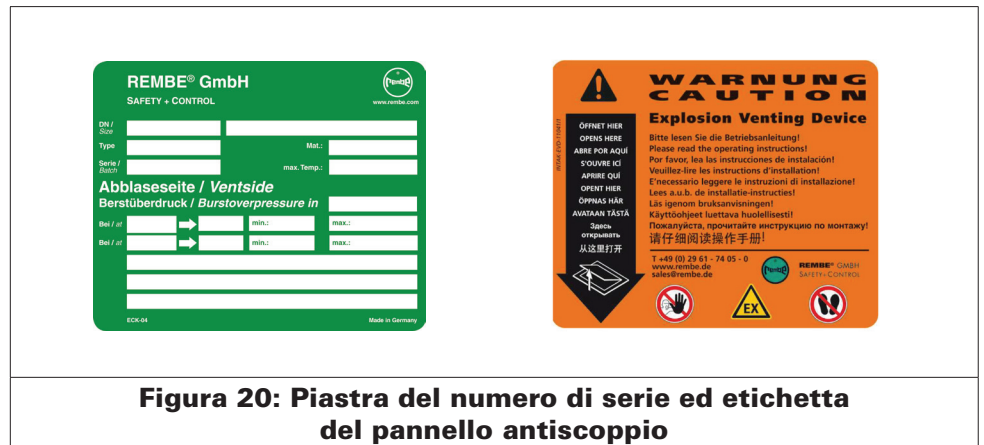 REMBE® GmbH
SAFETY + CONTROL
REMBE
www.rembe.com
DN /
Size
Type
Mat.:
Serie /
Batch
max. Temp.:
Abblaseseite / Ventside
Berstüberdruck / Burstoverpressure in
Bei / at
min.:
max.:
Bei / at
min.:
max.:
ECK-04
Made in Germany
WARNUNG
CAUTION
Explosion Venting Device
ÖFFNET HIER
OPENS HERE
ABRE POR AQUÍ
S'OUVRE ICÍ
APRIRE QUÍ
OPENT HIER
ÖPPNAS HÄR
AVATAAN TÄSTÄ
Здесь
открывать
从这里打开
Bitte lesen Sie die Betriebsanleitung!
Please read the operating instructions!
Por favor, lea las instrucciones de instalación!
Veuillez-lire les instructions d'installation!
E'necessario leggere le instruzioni di installazione!
Lees a.u.b. de installatie-instructies!
Läs igenom bruksanvisningen!
Käyttöohjeet luettava huolellisesti!
Пожалуйста, прочитайте инструкцию по монтажу!
请仔细阅读操作手册!
T +49 (0) 29 61 - 74 05 - 0
www.rembe.de
sales@rembe.de
REMBE
REMBE® GMBH
SAFETY+CONTROL
EX
Figura 20: Piastra del numero di serie ed etichetta
del pannello antiscoppio